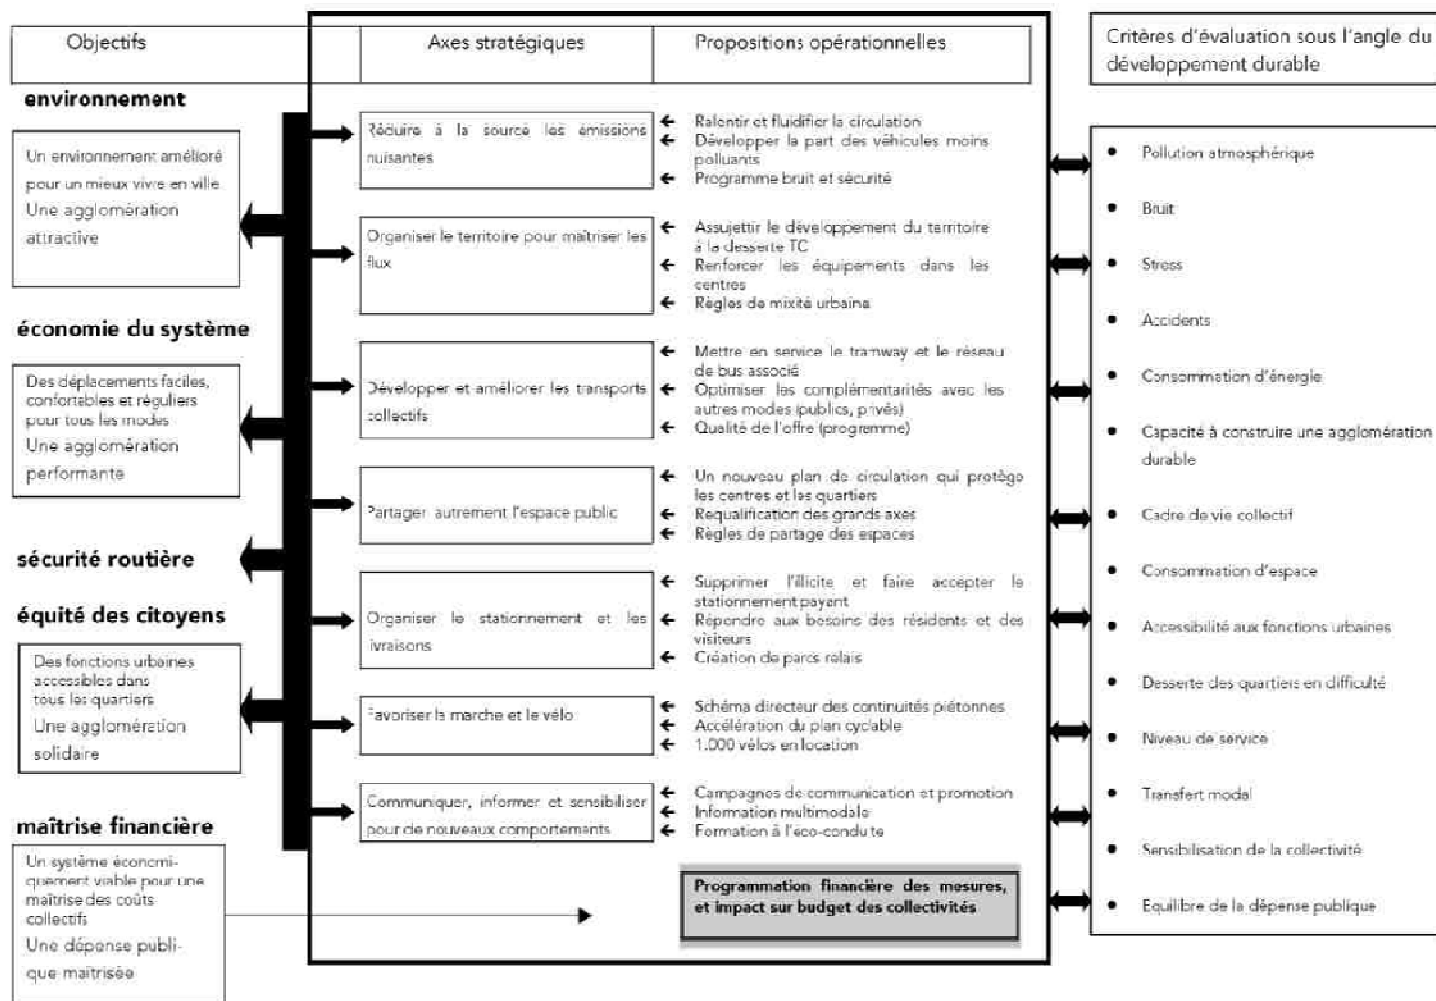 Objectifs
Axes stratégiques
Propositions opérationnelles
Critères d'évaluation sous l'angle du
développement durable
environnement
Un environnement amélioré
pour un mieux vivre en ville
Une agglomération
attractive
économie du système
Des déplacements faciles,
confortables et réguliers
pour tous les modes
Une agglomération
performante
sécurité routière
équité des citoyens
Des fonctions urbaines
accessibles dans
tous les quartiers
Une agglomération
solidaire
maîtrise financière
Un système économi-
quement viable pour une
maîtrise des coûts
collectifs
Une dépense publi-
que maîtrisée
Réduire à la source les émissions
nuisantes
Ralentir et fluidifier la circulation
Développer la part des véhicules moins
polluants
Programme bruit et sécurité
Organiser le territoire pour maîtriser les
flux
Assujettir le développement du territoire
à la desserte TC
Renforcer les équipements dans les
centres
Règles de mixité urbaine
Développer et améliorer les transports
collectifs
Mettre en service le tramway et le réseau
de bus associé
Optimiser les complémentarités avec les
autres modes (publics, privés)
Qualité de l'offre (programme)
Partager autrement l'espace public
Un nouveau plan de circulation qui protège
les centres et les quartiers
Requalification des grands axes
Règles de partage des espaces
Organiser le stationnement et les
livraisons
Supprimer l'illicite et faire accepter le
stationnement payant
Répondre aux besoins des résidents et des
visiteurs
Création de parcs relais
Favoriser la marche et le vélo
Schéma directeur des continuités piétonnes
Accélération du plan cyclable
1.000 vélos en location
Communiquer, informer et sensibiliser
pour de nouveaux comportements
Campagnes de communication et promotion
Information multimodale
Formation à l'éco-conduite
Programmation financière des mesures,
et impact sur budget des collectivités
• Pollution atmosphérique
• Bruit
• Stress
• Accidents
• Consommation d'énergie
• Capacité à construire une agglomération
durable
• Cadre de vie collectif
• Consommation d'espace
• Accessibilité aux fonctions urbaines
• Desserte des quartiers en difficulté
• Niveau de service
• Transfert modal
• Sensibilisation de la collectivité
• Equilibre de la dépense publique